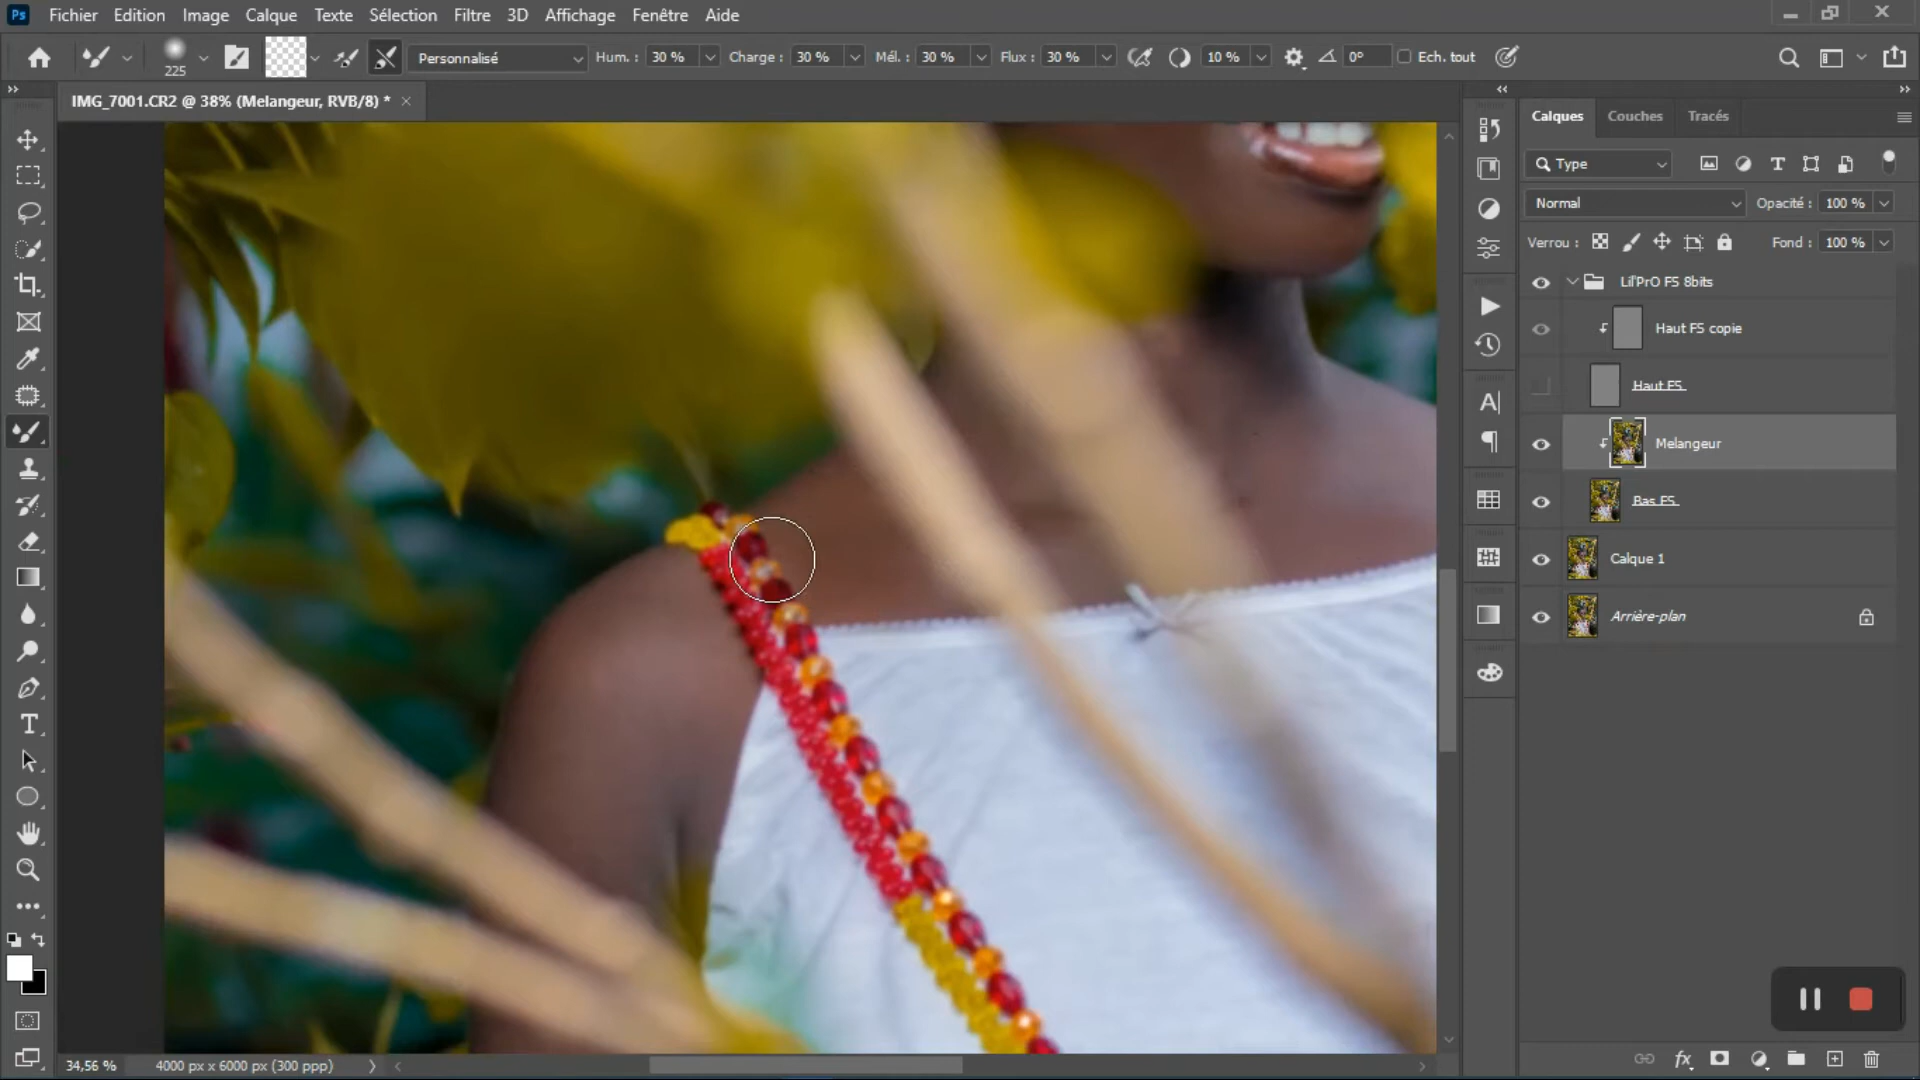 Ps Fichier Edition Image Calque Texte Sélection Filtre 3D Affichage Fenêtre Aide
225 Personnalisé Hum. : 30 % Charge : 30 % Mél. : 30 % Flux : 30 % 10 % 0° Ech. tout
IMG_7001.CR2 @ 38% (Melangeur, RVB/8) *
Calques Couches Tracés
Type
Normal Opacité : 100 %
Verrou : Fond : 100 %
Lil'PrO FS 8bits
Haut FS copie
Haut FS
Melangeur
Bas FS
Calque 1
Arrière-plan
34,56 % 4000 px x 6000 px (300 ppp)